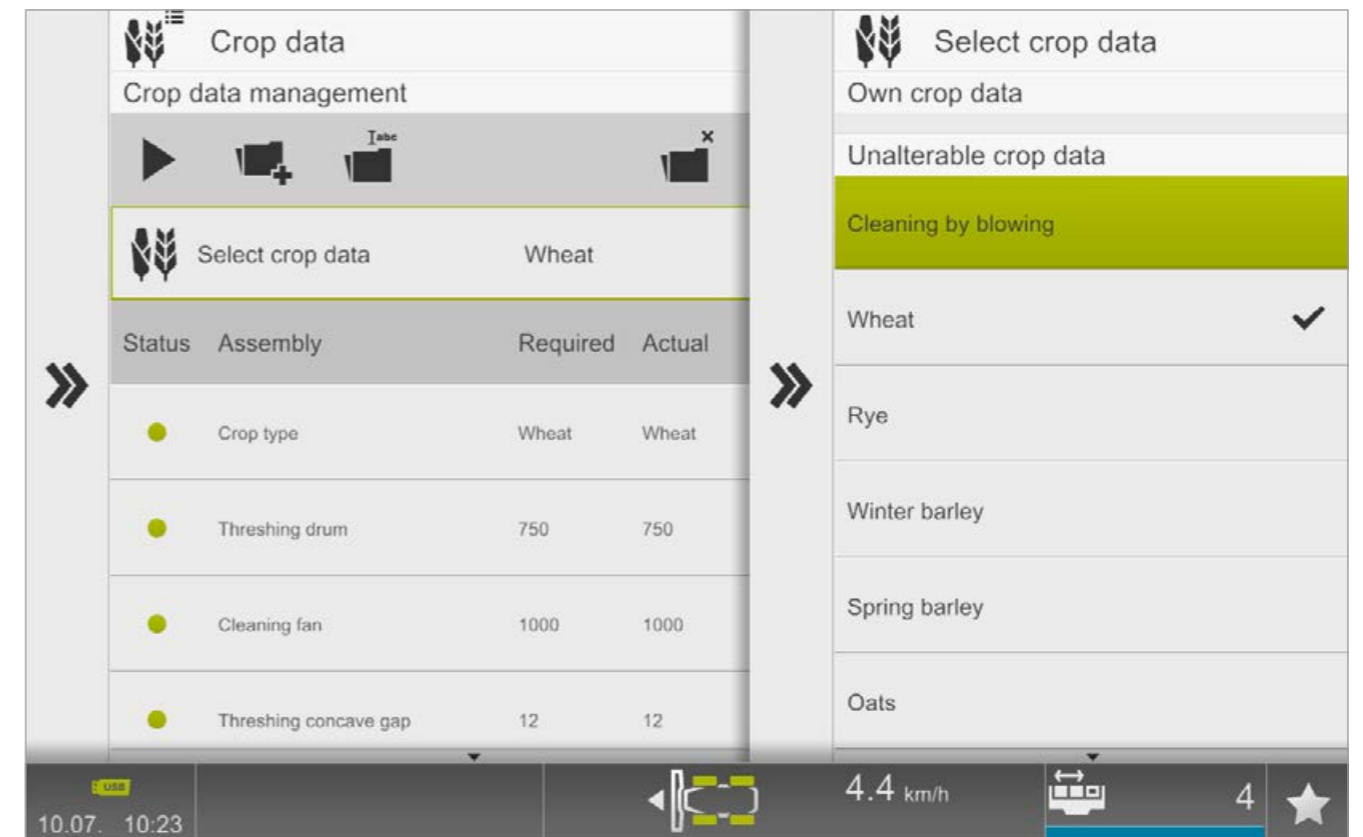 Crop data
Crop data management
Iabc
Select crop data Wheat
Status Assembly Required Actual
Crop type Wheat Wheat
Threshing drum 750 750
Cleaning fan 1000 1000
Threshing concave gap 12 12
Select crop data
Own crop data
Unalterable crop data
Cleaning by blowing
Wheat
Rye
Winter barley
Spring barley
Oats
USB
10.07. 10:23
4.4 km/h
4